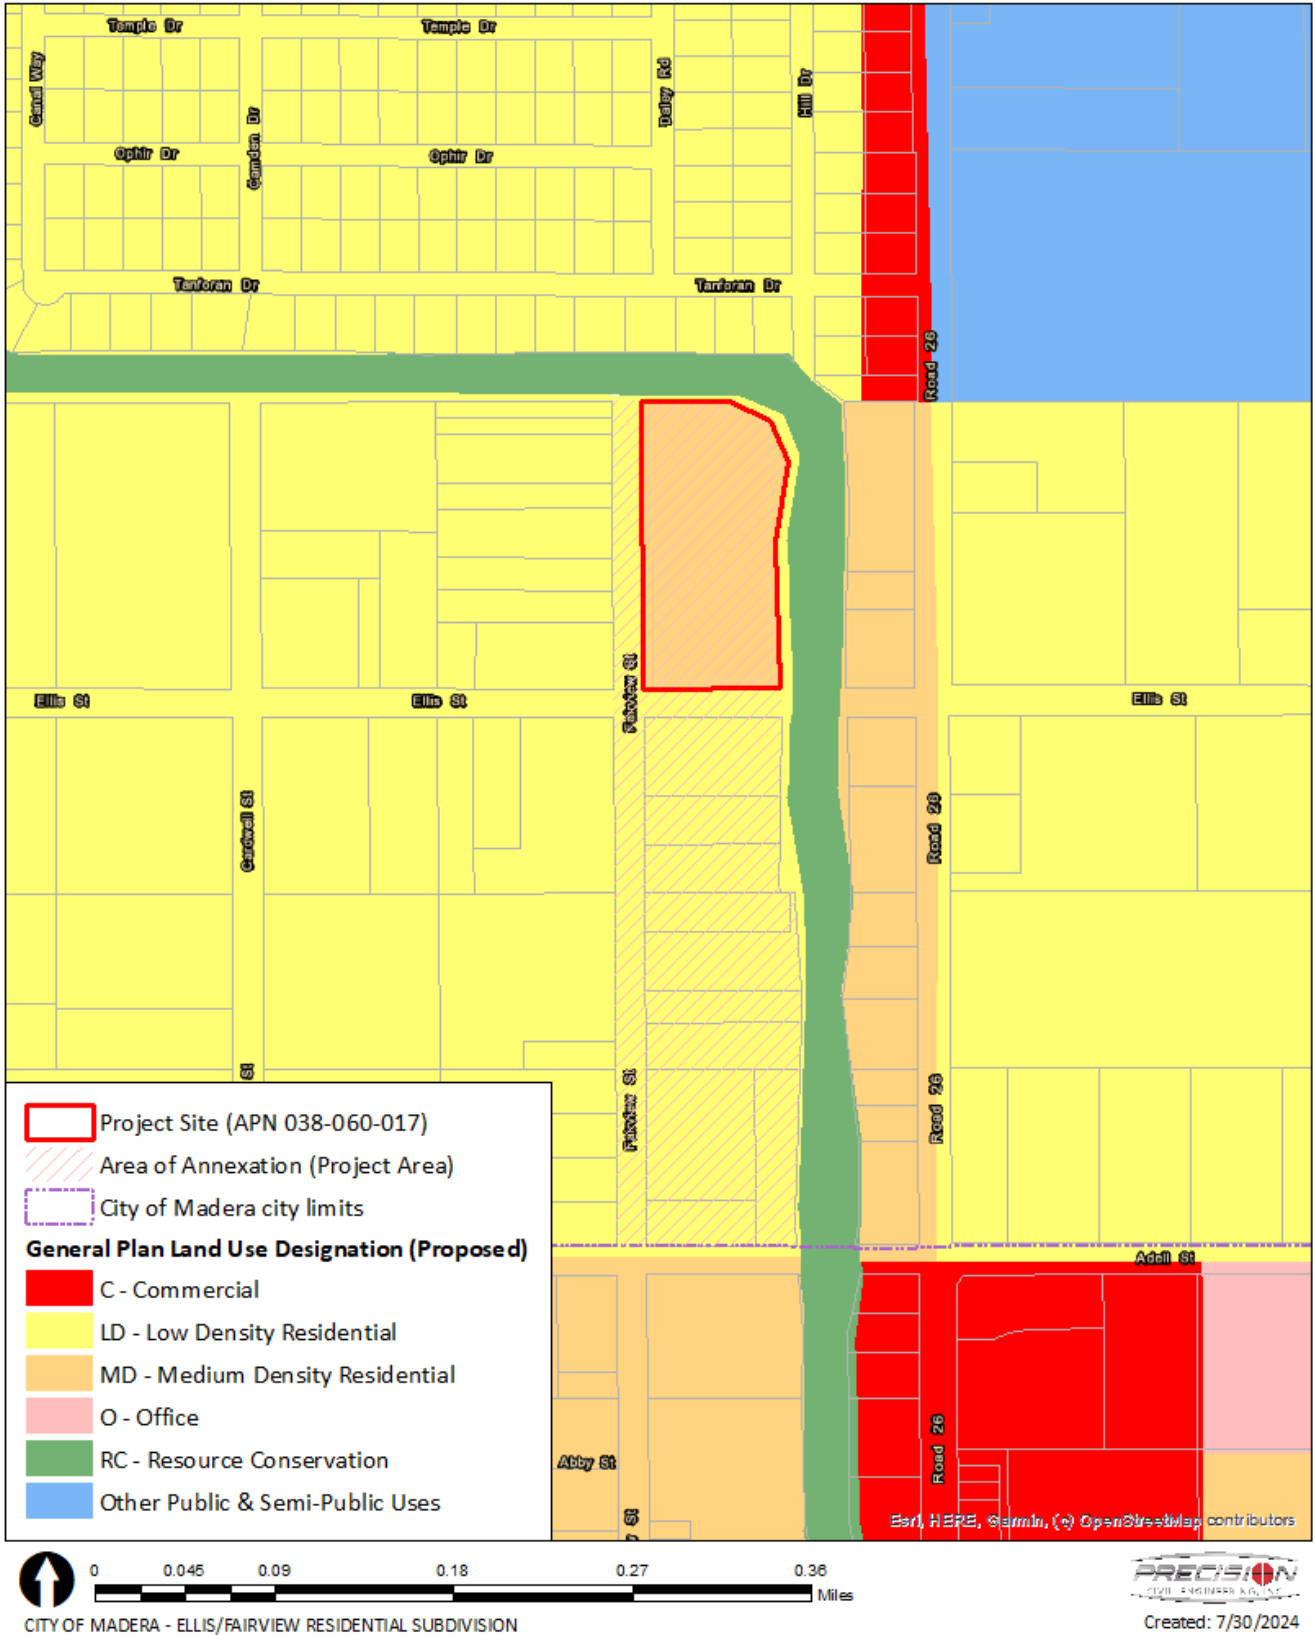 Temple Dr
Temple Dr
Canal Way
Camden Dr
Daley Rd
Hill Dr
Ophir Dr
Ophir Dr
Tanforan Dr
Tanforan Dr
Road 26
Fairview St
Ellis St
Ellis St
Ellis St
Cardwell St
Road 26
St
Fairview St
Road 26
Adell St
Abby St
Road 26
St
Project Site (APN 038-060-017)
Area of Annexation (Project Area)
City of Madera city limits
General Plan Land Use Designation (Proposed)
C - Commercial
LD - Low Density Residential
MD - Medium Density Residential
O - Office
RC - Resource Conservation
Other Public & Semi-Public Uses
Esri, HERE, Garmin, (c) OpenStreetMap contributors
0 0.045 0.09 0.18 0.27 0.36
Miles
PRECISION
CIVIL ENGINEERING, INC.
CITY OF MADERA - ELLIS/FAIRVIEW RESIDENTIAL SUBDIVISION
Created: 7/30/2024